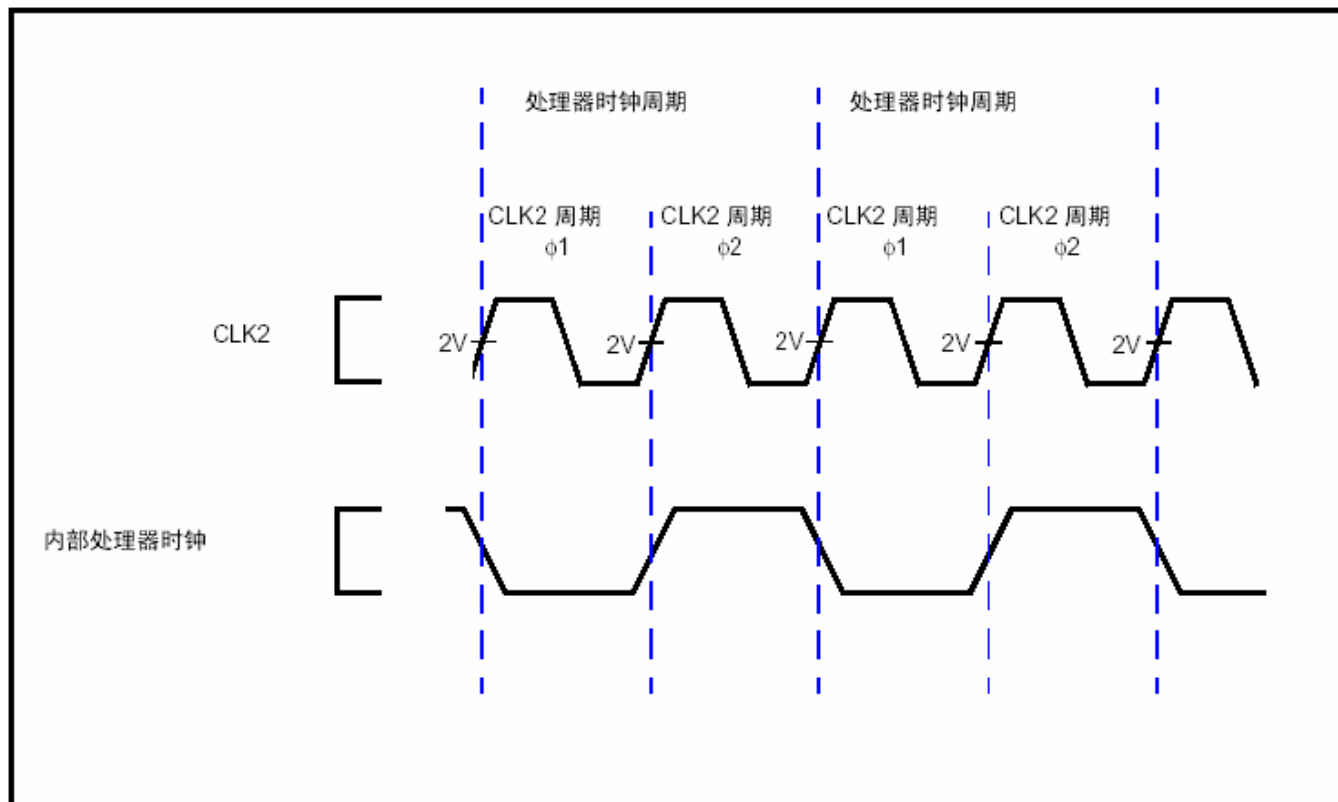 处理器时钟周期 处理器时钟周期
CLK2 周期 CLK2 周期 CLK2 周期 CLK2 周期
φ1 φ2 φ1 φ2
CLK2
2V 2V 2V 2V 2V
内部处理器时钟